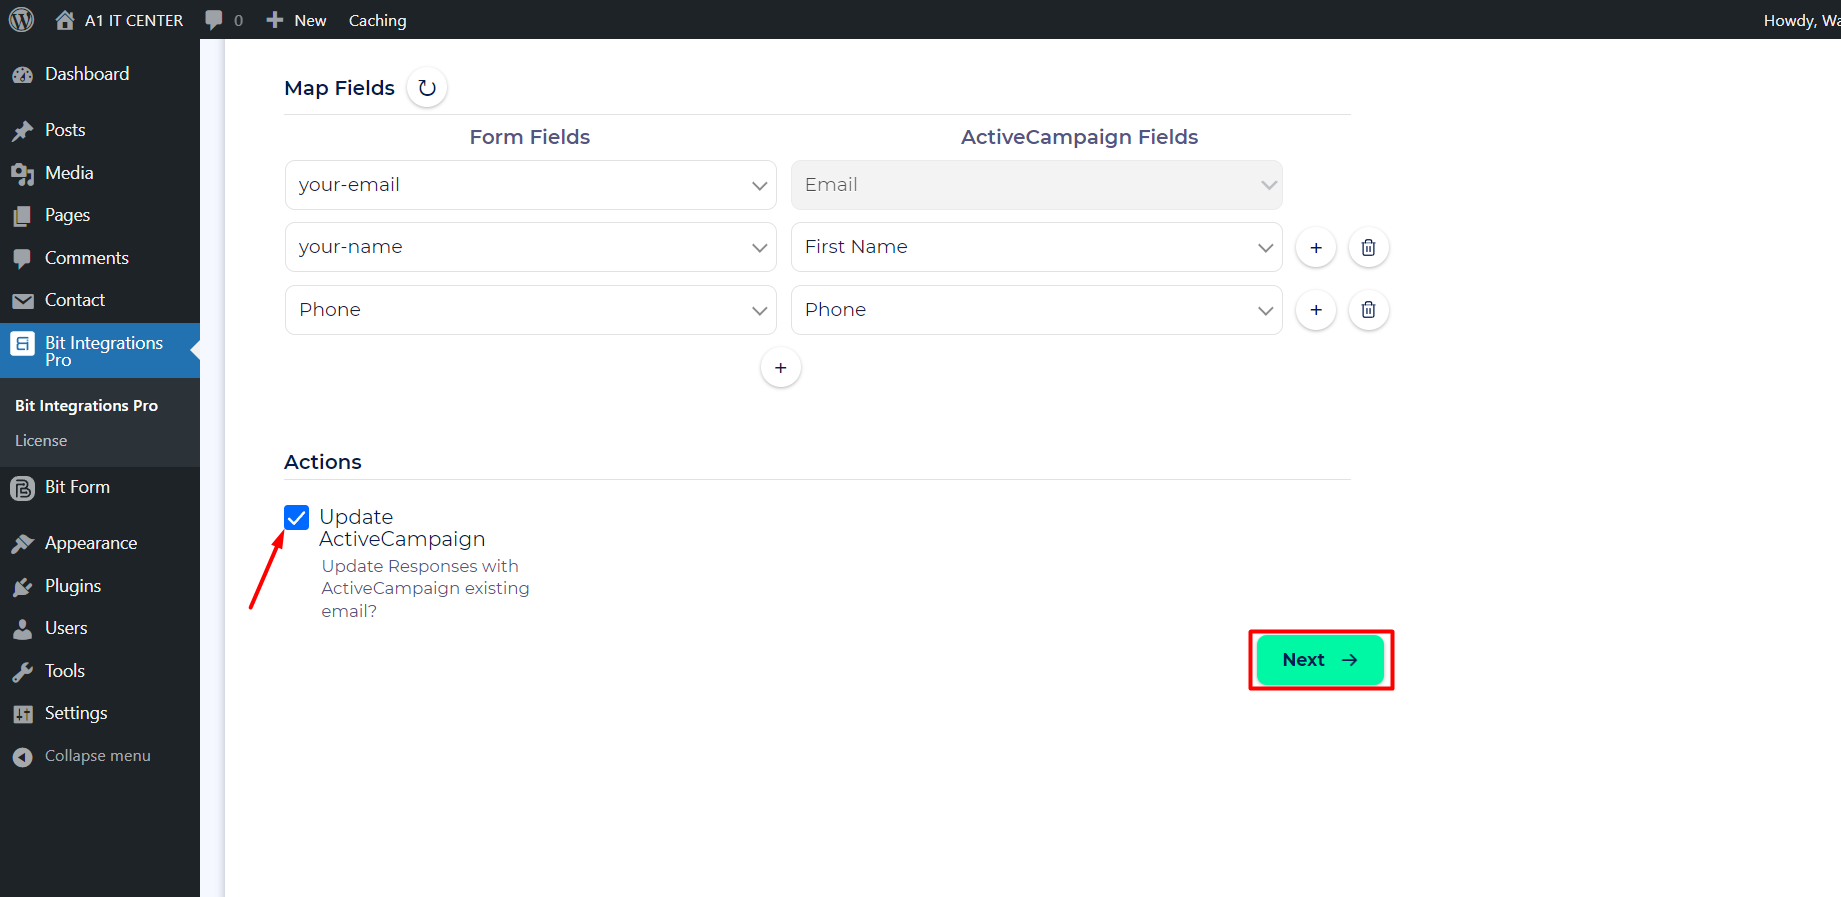 A1 IT CENTER 0 New Caching Howdy, Wa
Dashboard
Posts
Media
Pages
Comments
Contact
Bit Integrations
Pro
Bit Integrations Pro
License
Bit Form
Appearance
Plugins
Users
Tools
Settings
Collapse menu
Map Fields
Form Fields ActiveCampaign Fields
your-email Email
your-name First Name
Phone Phone
Actions
Update
ActiveCampaign
Update Responses with
ActiveCampaign existing
email?
Next